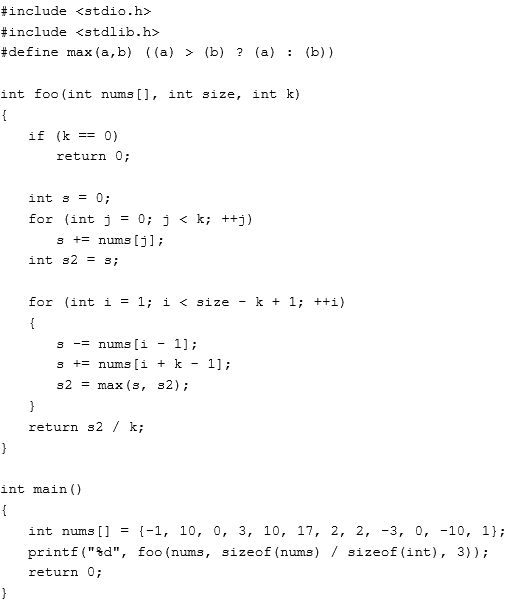 #include <stdio.h>
#include <stdlib.h>
#define max(a,b) ((a) > (b) ? (a) : (b))

int foo(int nums[], int size, int k)
{
   if (k == 0)
      return 0;

   int s = 0;
   for (int j = 0; j < k; ++j)
      s += nums[j];
   int s2 = s;

   for (int i = 1; i < size - k + 1; ++i)
   {
      s -= nums[i - 1];
      s += nums[i + k - 1];
      s2 = max(s, s2);
   }
   return s2 / k;
}

int main()
{
   int nums[] = {-1, 10, 0, 3, 10, 17, 2, 2, -3, 0, -10, 1};
   printf("%d", foo(nums, sizeof(nums) / sizeof(int), 3));
   return 0;
}